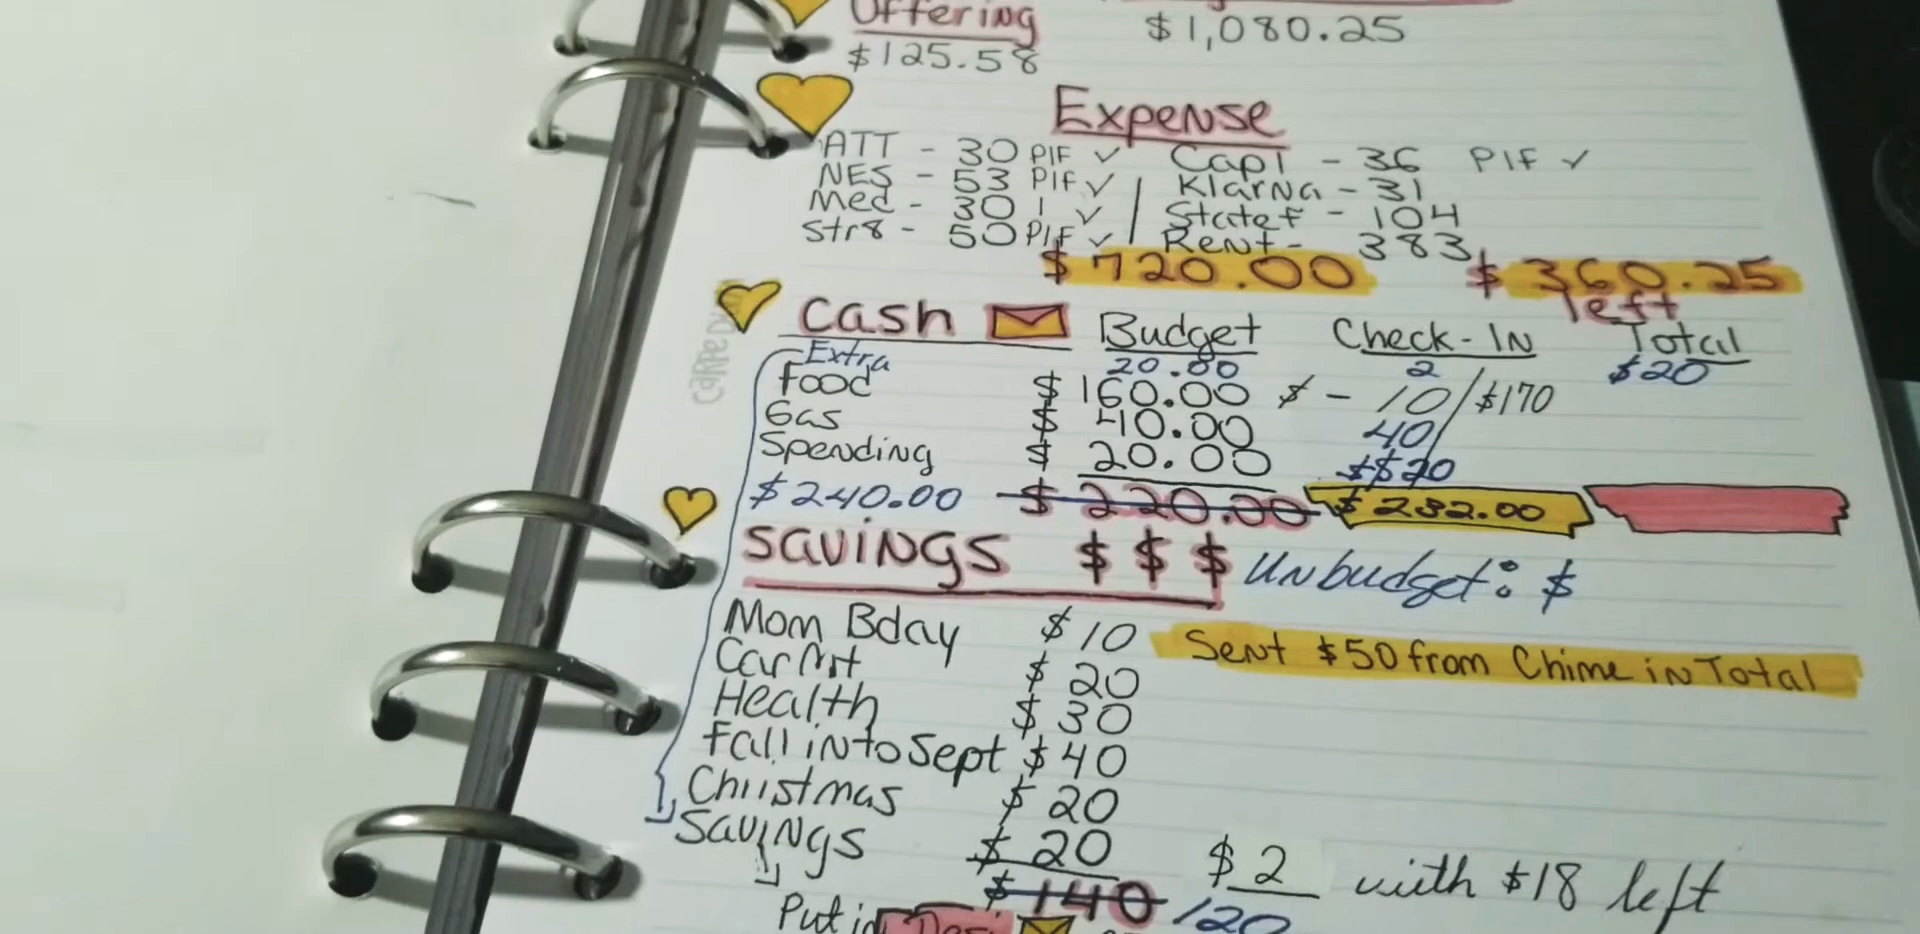 Offering
$1,080.25
$125.58
Expense
ATT - 30 PIF ✓ Cap1 - 36 PIF ✓
NES - 53 PIF ✓ Klarna - 31
Med - 30 1 ✓ Statef - 104
Str8 - 50 PIF ✓ Rent - 383
$720.00 $360.25
left
Cash Budget Check-IN Total
Extra 20.00 2 $20
Food $160.00 $ - 10/$170
Gas $40.00 40
Spending $20.00 $$20
$240.00 $220.00 $232.00
SAVINGS $ $ $ Unbudget: $
Mom Bday $10 Sent $50 from Chime in Total
Car $20
Health $30
Fall into Sept $40
Christmas $20
Savings $20 $2 with $18 left
$140 120
Put in